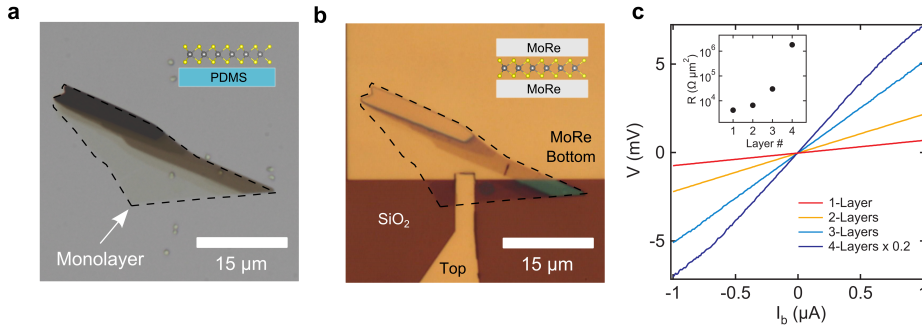 a
PDMS
Monolayer
15 μm
b
MoRe
MoRe
MoRe
Bottom
SiO₂
Top
15 μm
c
V (mV)
5
0
-5
R (Ω μm²)
10⁶
10⁵
10⁴
1 2 3 4
Layer #
1-Layer
2-Layers
3-Layers
4-Layers x 0.2
-1 -0.5 0 0.5 1
I_b (μA)